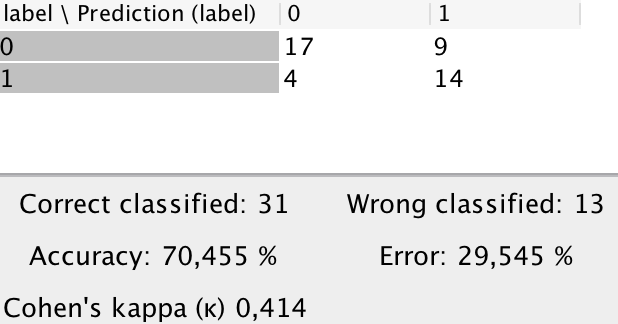 label \ Prediction (label) 0 1
0 17 9
1 4 14
Correct classified: 31 Wrong classified: 13
Accuracy: 70,455 % Error: 29,545 %
Cohen's kappa (κ) 0,414